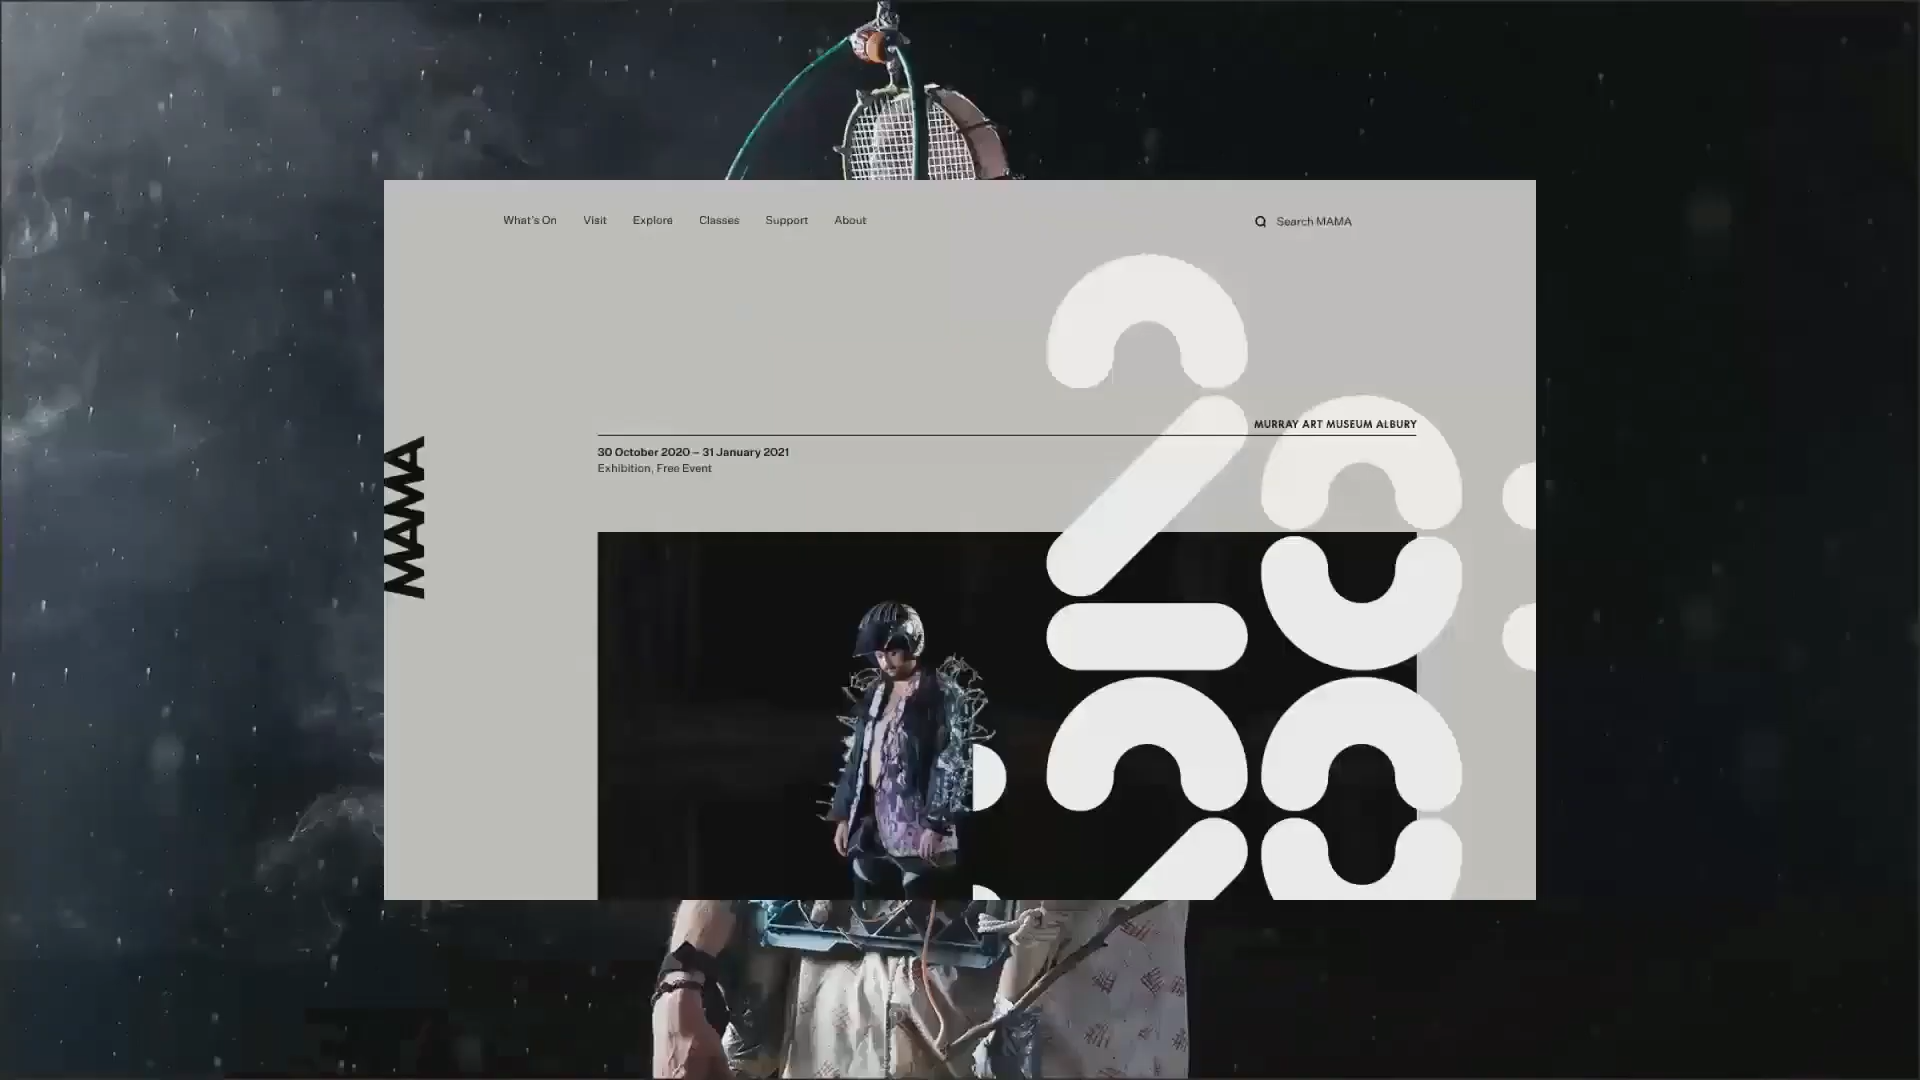 What's On Visit Explore Classes Support About
Search MAMA
MURRAY ART MUSEUM ALBURY
30 October 2020 – 31 January 2021
Exhibition, Free Event
MAMA